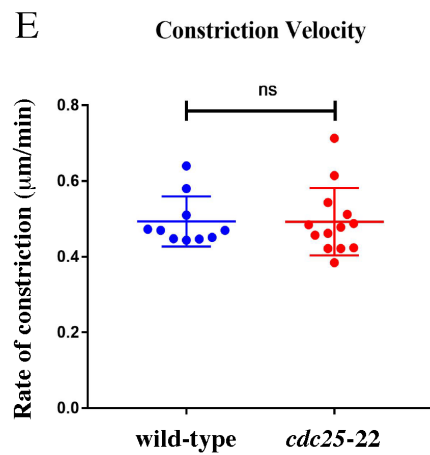 E
Constriction Velocity
ns
Rate of constriction (μm/min)
0.8
0.6
0.4
0.2
0.0
wild-type
cdc25-22